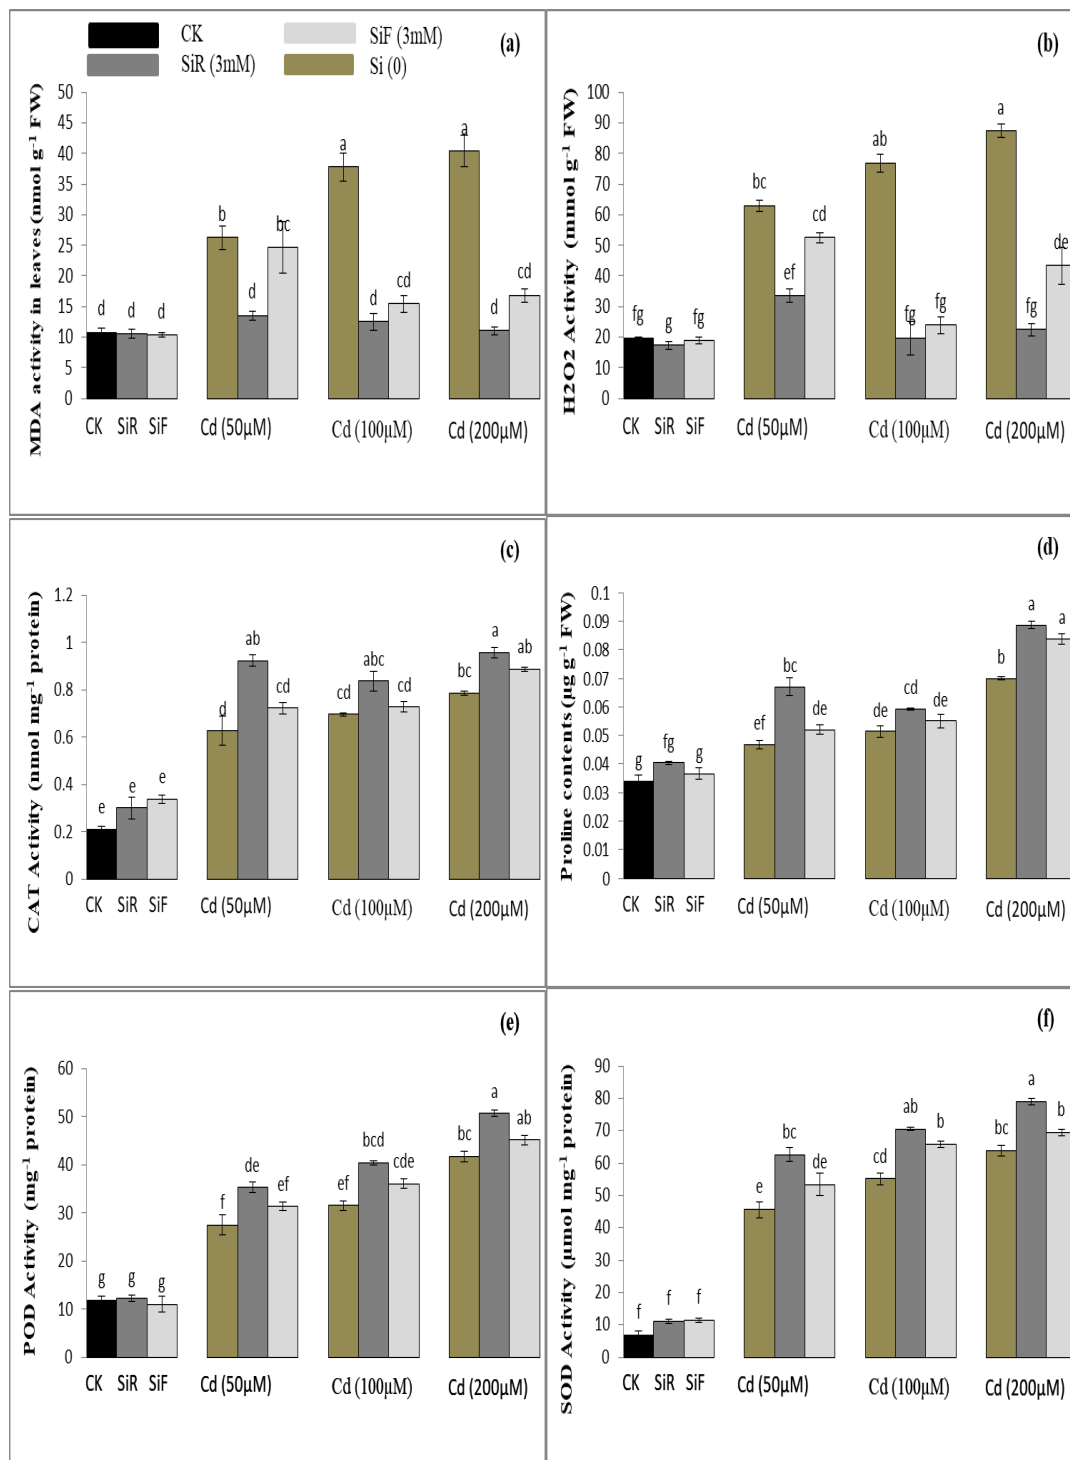 CK
SiF (3mM)
SiR (3mM)
Si (0)
(a)
MDA activity in leaves (nmol g⁻¹ FW)
50
45
40
35
30
25
20
15
10
5
0
d d d
b d bc
a d cd
a d cd
CK SiR SiF Cd (50µM) Cd (100µM) Cd (200µM)
(b)
H2O2 Activity (mmol g⁻¹ FW)
100
90
80
70
60
50
40
30
20
10
0
fg g fg
bc ef cd
ab fg fg
a fg de
CK SiR SiF Cd (50µM) Cd (100µM) Cd (200µM)
(c)
CAT Activity (nmol mg⁻¹ protein)
1.2
1
0.8
0.6
0.4
0.2
0
e e e
d ab cd
cd abc cd
bc a ab
CK SiR SiF Cd (50µM) Cd (100µM) Cd (200µM)
(d)
Proline contents (µg g⁻¹ FW)
0.1
0.09
0.08
0.07
0.06
0.05
0.04
0.03
0.02
0.01
0
g fg g
ef bc de
de cd de
b a a
CK SiR SiF Cd (50µM) Cd (100µM) Cd (200µM)
(e)
POD Activity (mg⁻¹ protein)
60
50
40
30
20
10
0
g g g
f de ef
ef bcd cde
bc a ab
CK SiR SiF Cd (50µM) Cd (100µM) Cd (200µM)
(f)
SOD Activity (µmol mg⁻¹ protein)
90
80
70
60
50
40
30
20
10
0
f f f
e bc de
cd ab b
bc a b
CK SiR SiF Cd (50µM) Cd (100µM) Cd (200µM)